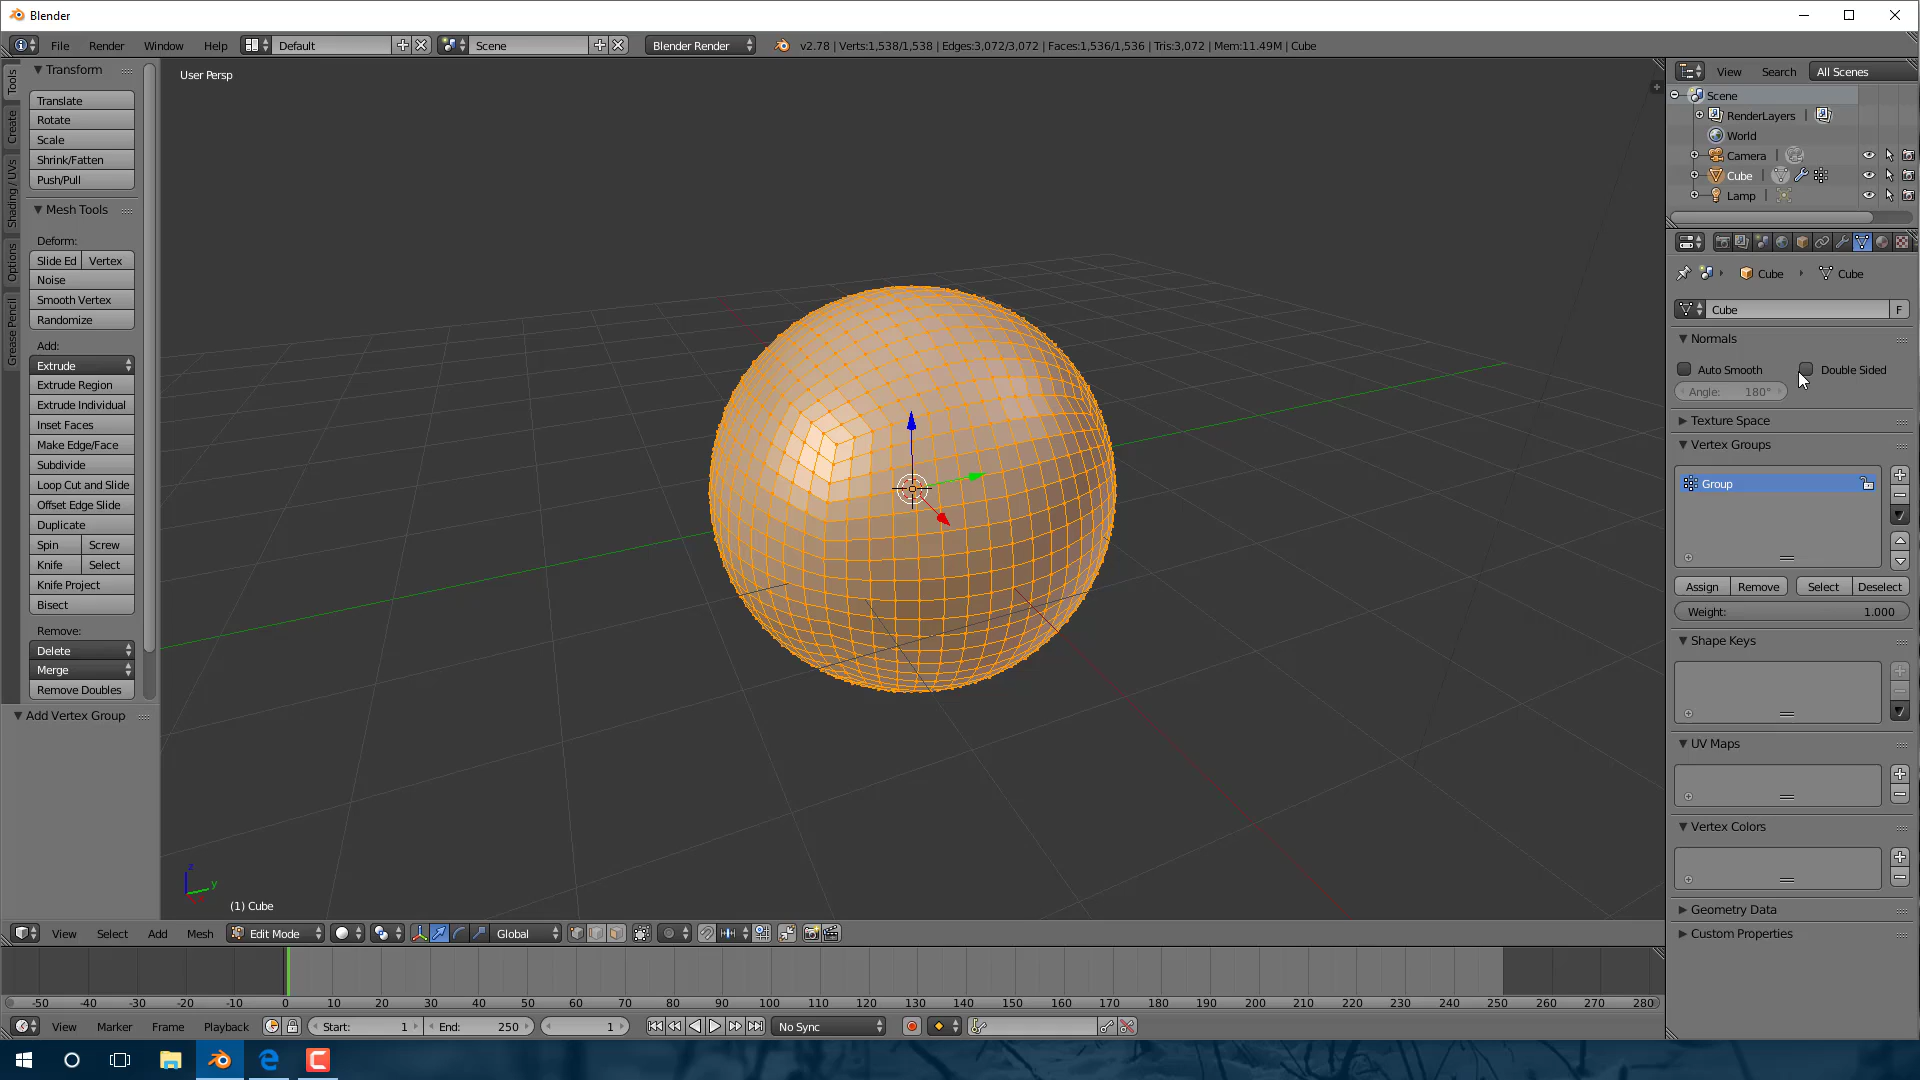 Blender
File Render Window Help Default Scene Blender Render v2.78 | Verts:1,538/1,538 | Edges:3,072/3,072 | Faces:1,536/1,536 | Tris:3,072 | Mem:11.49M | Cube
Tools
Create
Shading / UVs
Options
Grease Pencil
Transform
Translate
Rotate
Scale
Shrink/Fatten
Push/Pull
Mesh Tools
Deform:
Slide Ed Vertex
Noise
Smooth Vertex
Randomize
Add:
Extrude
Extrude Region
Extrude Individual
Inset Faces
Make Edge/Face
Subdivide
Loop Cut and Slide
Offset Edge Slide
Duplicate
Spin Screw
Knife Select
Knife Project
Bisect
Remove:
Delete
Merge
Remove Doubles
Add Vertex Group
User Persp
z
y
x
(1) Cube
View Search All Scenes
Scene
RenderLayers |
World
Camera |
Cube |
Lamp |
Cube Cube
Cube F
Normals
Auto Smooth Double Sided
Angle: 180°
Texture Space
Vertex Groups
Group
Assign Remove Select Deselect
Weight: 1.000
Shape Keys
UV Maps
Vertex Colors
Geometry Data
Custom Properties
View Select Add Mesh Edit Mode Global
-50 -40 -30 -20 -10 0 10 20 30 40 50 60 70 80 90 100 110 120 130 140 150 160 170 180 190 200 210 220 230 240 250 260 270 280
View Marker Frame Playback Start: 1 End: 250 1 No Sync